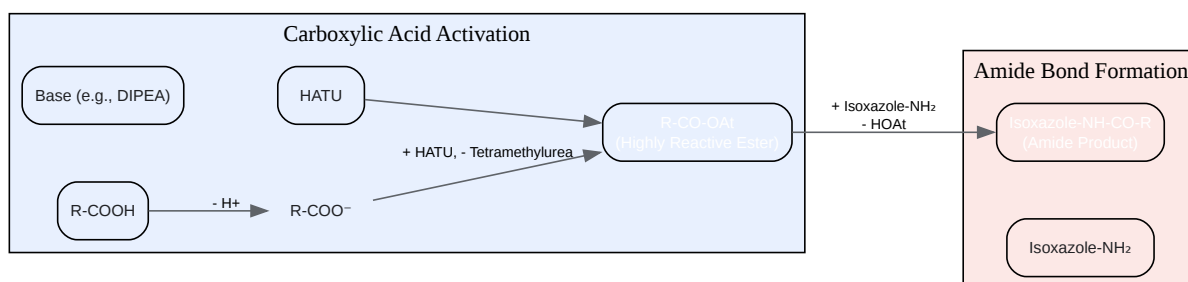 Carboxylic Acid Activation
Base (e.g., DIPEA)
HATU
R-COOH
- H+
R-COO⁻
+ HATU, - Tetramethylurea
R-CO-OAt
(Highly Reactive Ester)
+ Isoxazole-NH₂
- HOAt
Amide Bond Formation
Isoxazole-NH-CO-R
(Amide Product)
Isoxazole-NH₂